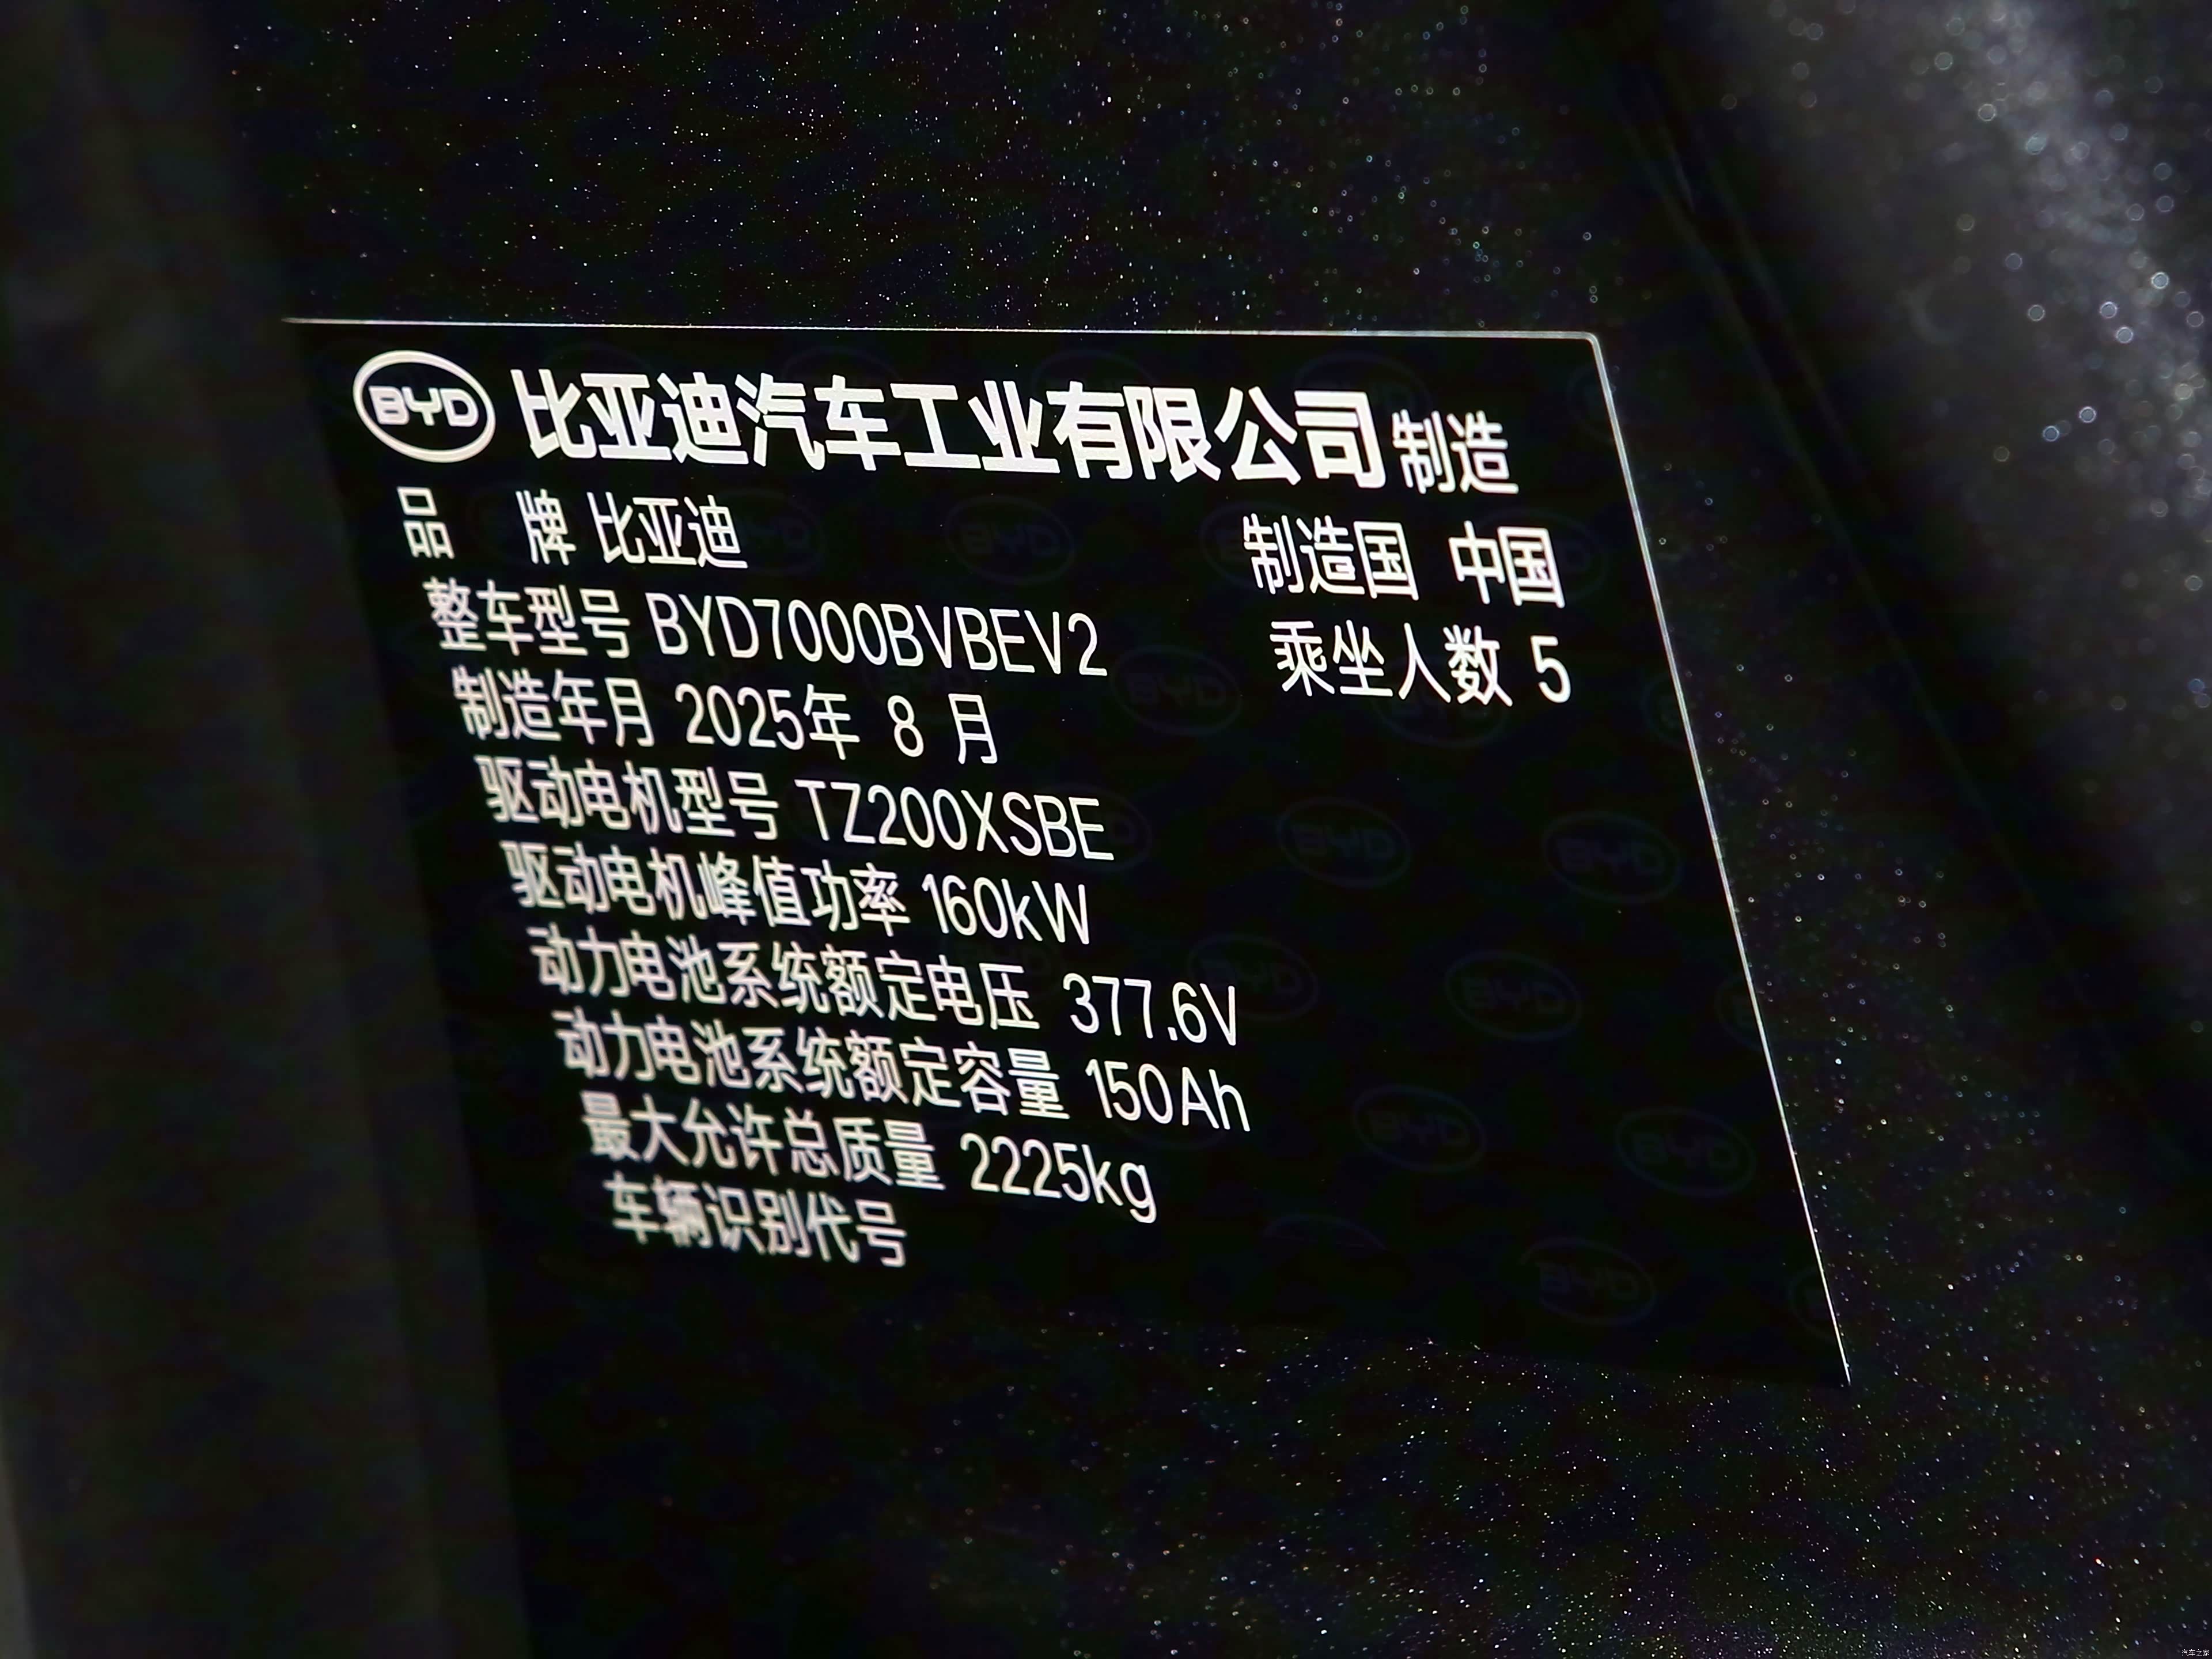 BYD 比亚迪汽车工业有限公司 制造
品 牌 比亚迪 制造国 中国
整车型号 BYD7000BVBEV2 乘坐人数 5
制造年月 2025年 8 月
驱动电机型号 TZ200XSBE
驱动电机峰值功率 160kW
动力电池系统额定电压 377.6V
动力电池系统额定容量 150Ah
最大允许总质量 2225kg
车辆识别代号
汽车之家